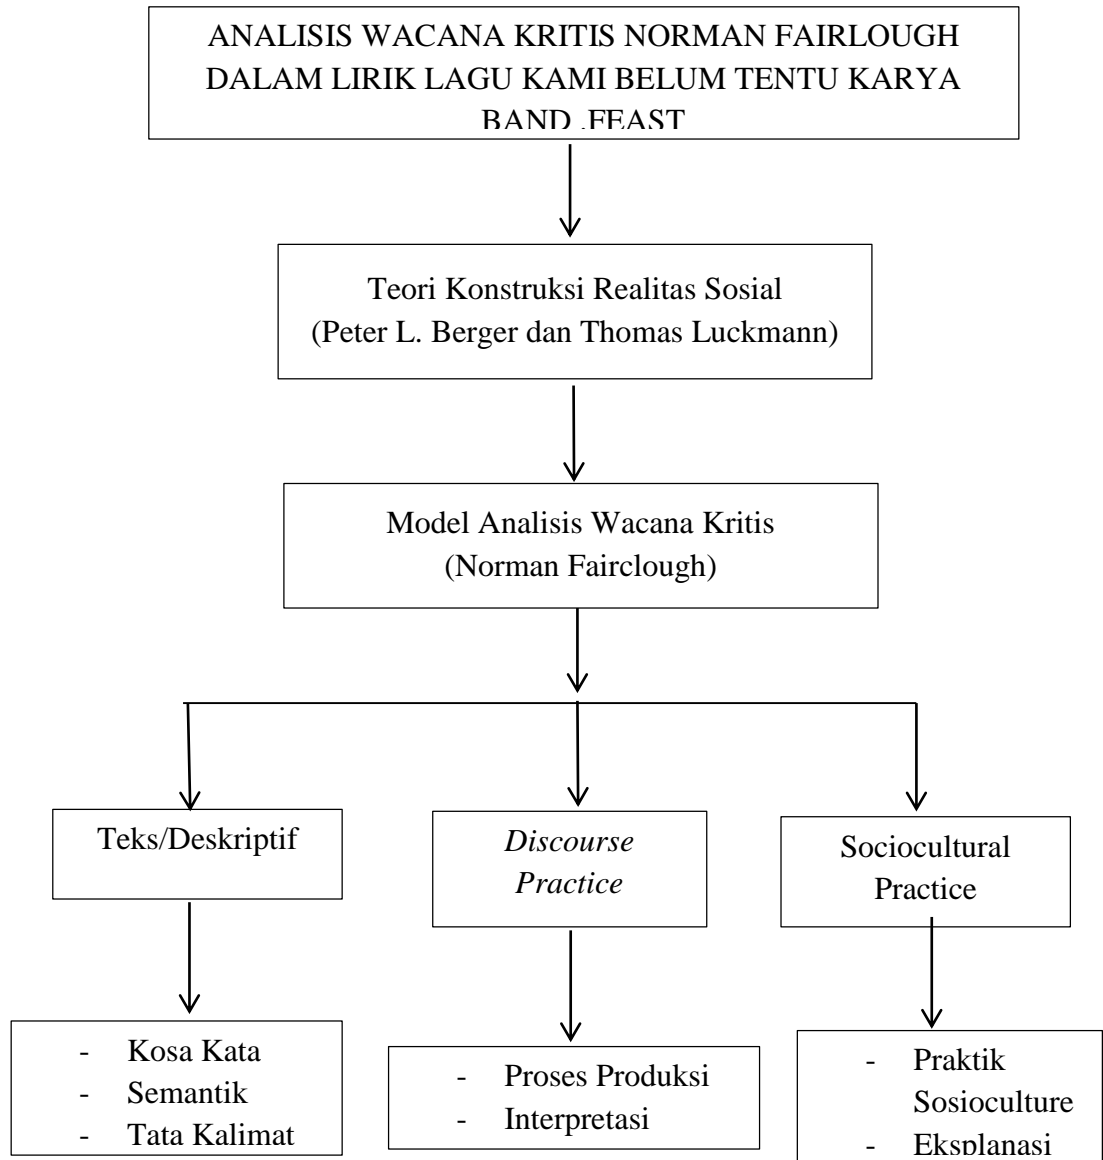 ANALISIS WACANA KRITIS NORMAN FAIRLOUGH
DALAM LIRIK LAGU KAMI BELUM TENTU KARYA
BAND .FEAST
Teori Konstruksi Realitas Sosial
(Peter L. Berger dan Thomas Luckmann)
Model Analisis Wacana Kritis
(Norman Fairclough)
Teks/Deskriptif
Discourse
Practice
Sociocultural
Practice
- Kosa Kata
- Semantik
- Tata Kalimat
- Proses Produksi
- Interpretasi
- Praktik
Sosioculture
- Eksplanasi